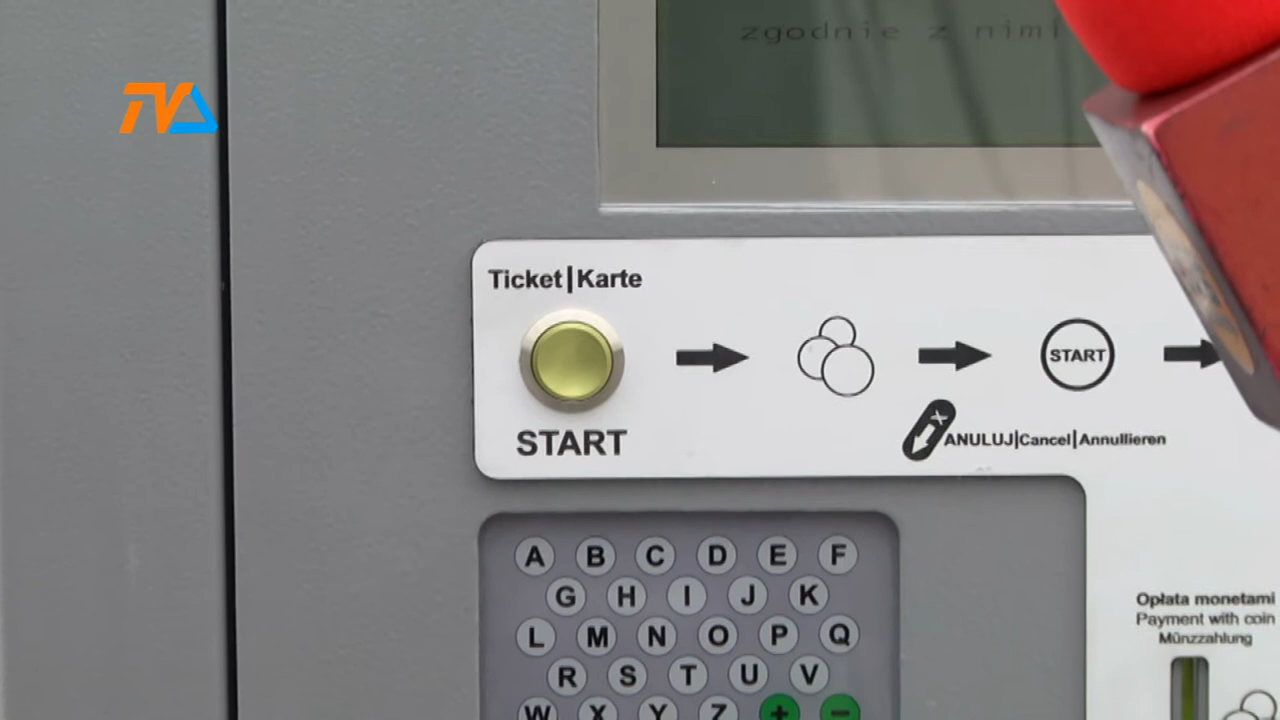 zgodnie z nimi
TVA
Ticket|Karte
START
START
ANULUJ|Cancel|Annullieren
A B C D E F
G H I J K
L M N O P Q
R S T U V
W X Y Z + -
Opłata monetami
Payment with coin
Münzzahlung